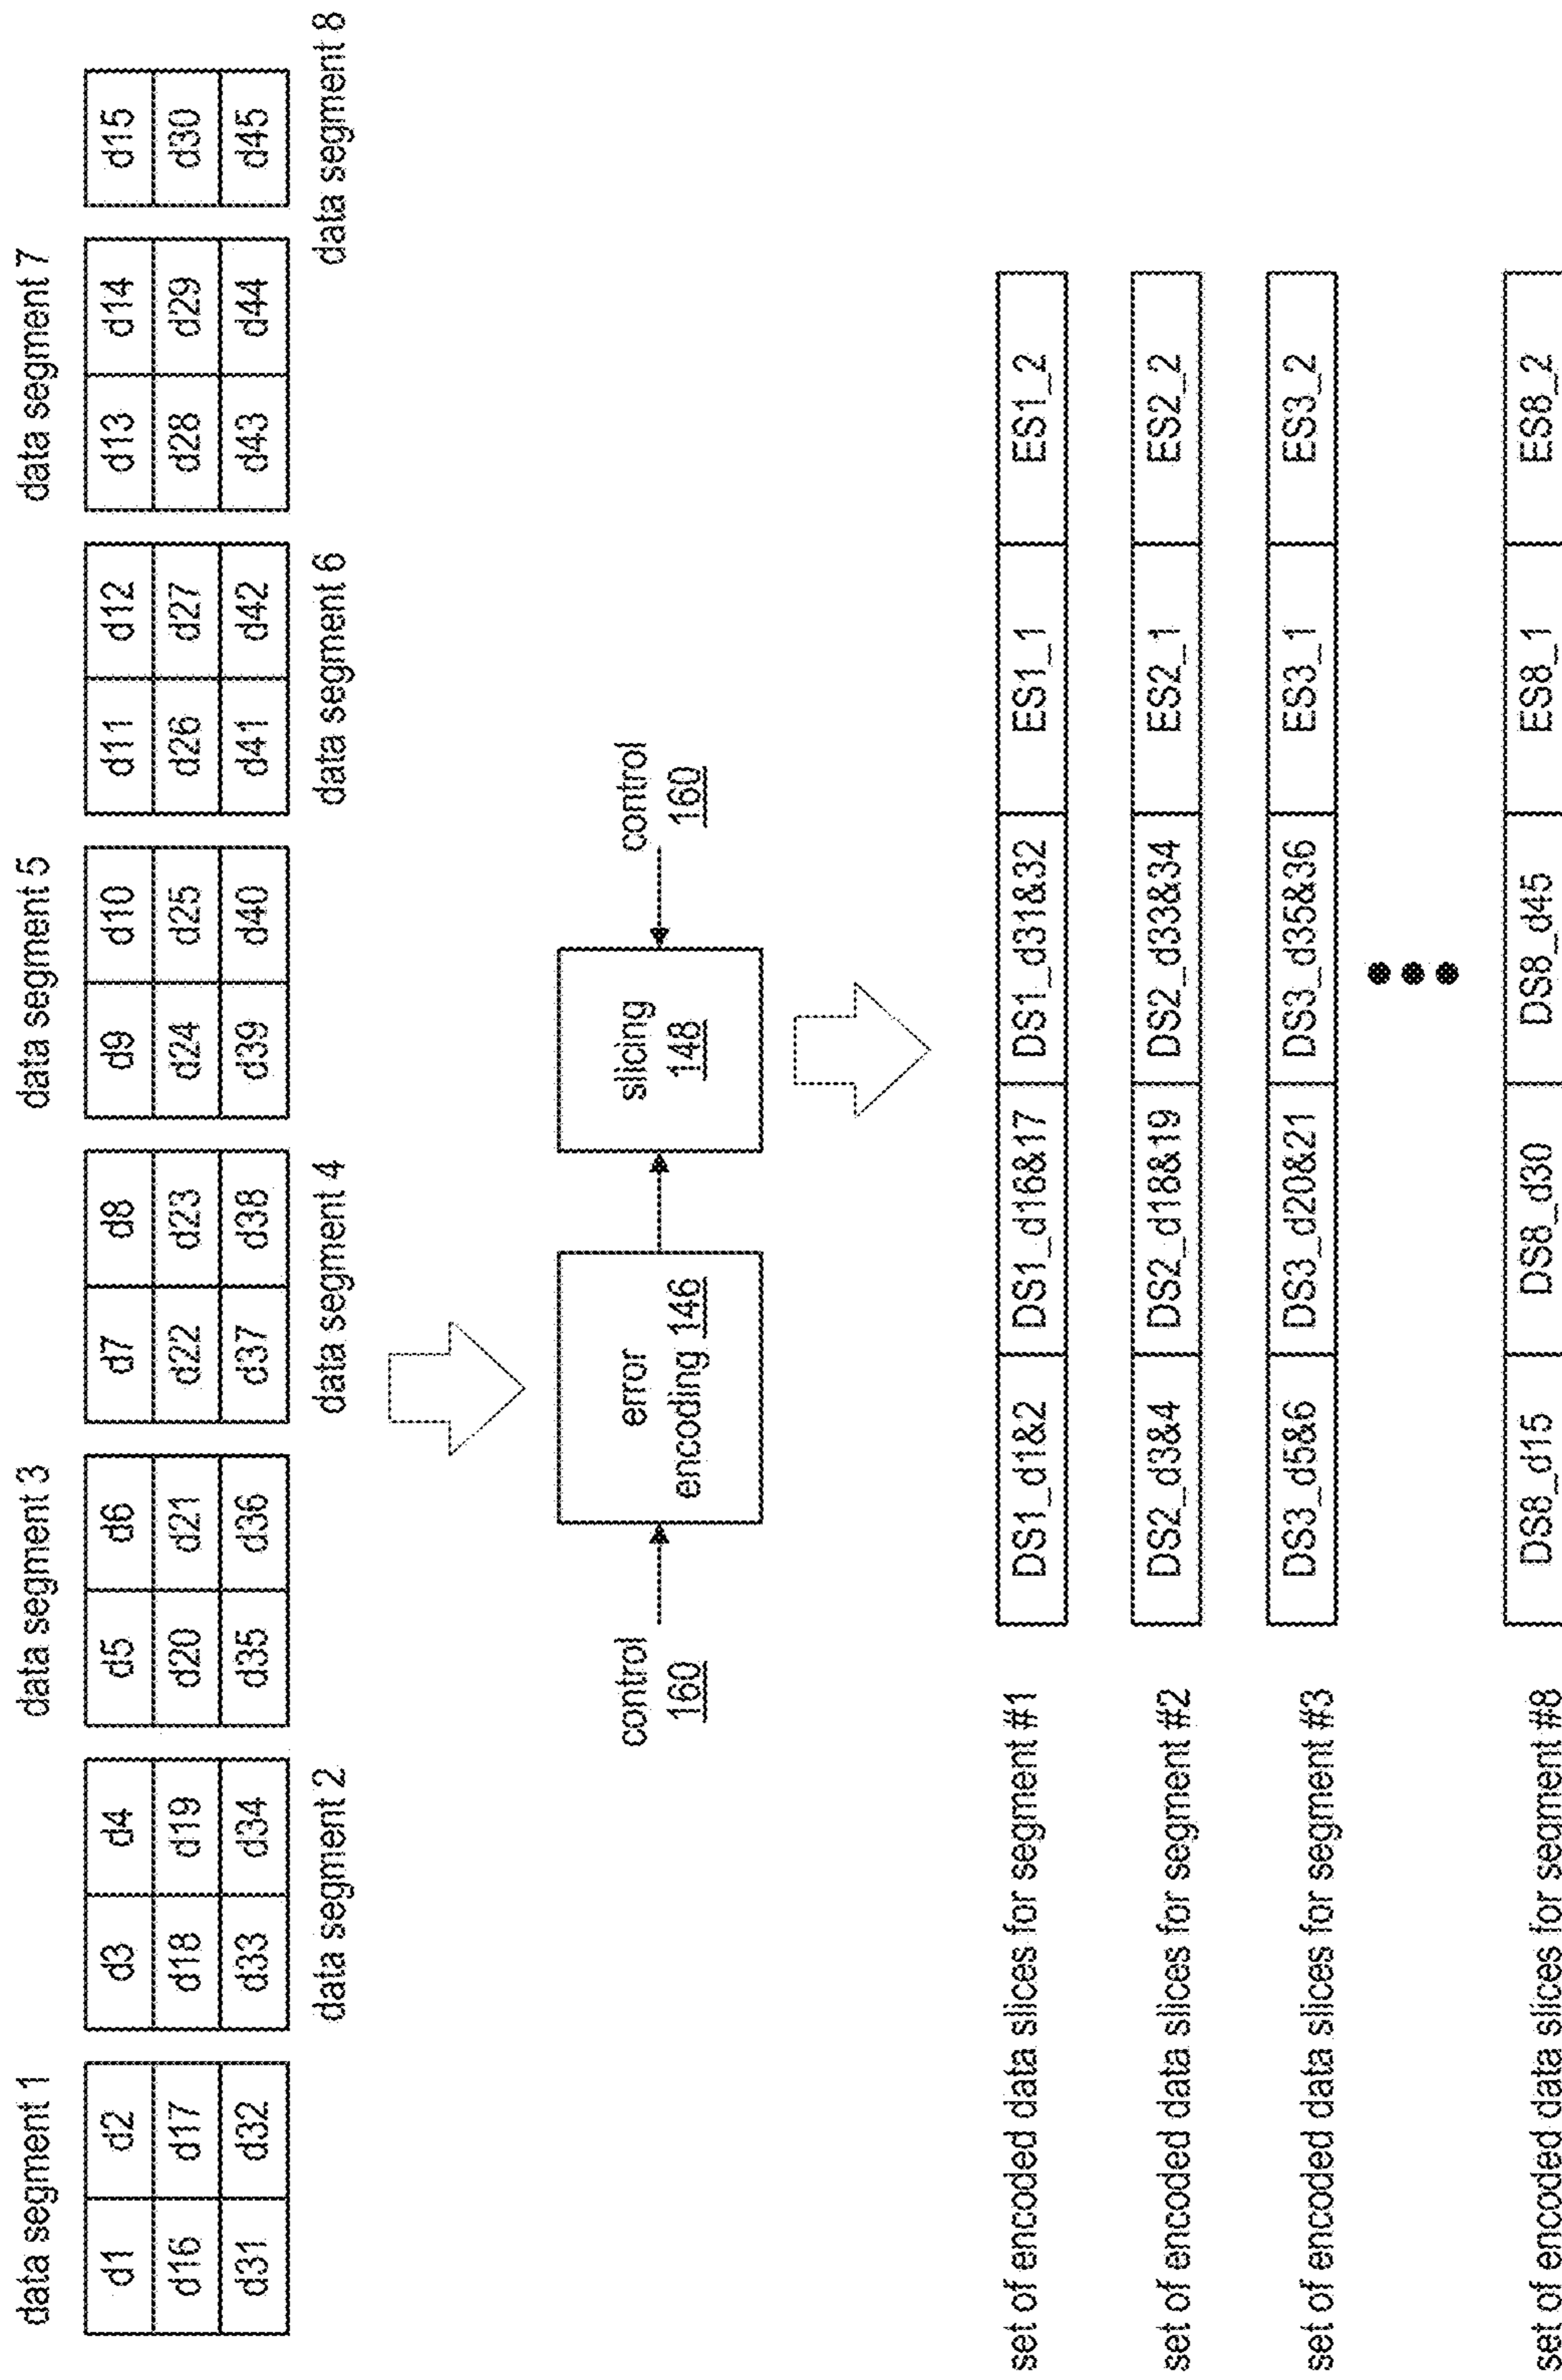 data segment 1
data segment 3
data segment 5
data segment 7
d1 d2 d3 d4 d5 d6 d7 d8 d9 d10 d11 d12 d13 d14 d15
d16 d17 d18 d19 d20 d21 d22 d23 d24 d25 d26 d27 d28 d29 d30
d31 d32 d33 d34 d35 d36 d37 d38 d39 d40 d41 d42 d43 d44 d45
data segment 2
data segment 4
data segment 6
data segment 8
control
160
error
encoding 146
slicing
148
control
160
set of encoded data slices for segment #1
DS1_d1&2 DS1_d16&17 DS1_d31&32 ES1_1 ES1_2
set of encoded data slices for segment #2
DS2_d3&4 DS2_d18&19 DS2_d33&34 ES2_1 ES2_2
set of encoded data slices for segment #3
DS3_d5&6 DS3_d20&21 DS3_d35&36 ES3_1 ES3_2
set of encoded data slices for segment #8
DS8_d15 DS8_d30 DS8_d45 ES8_1 ES8_2